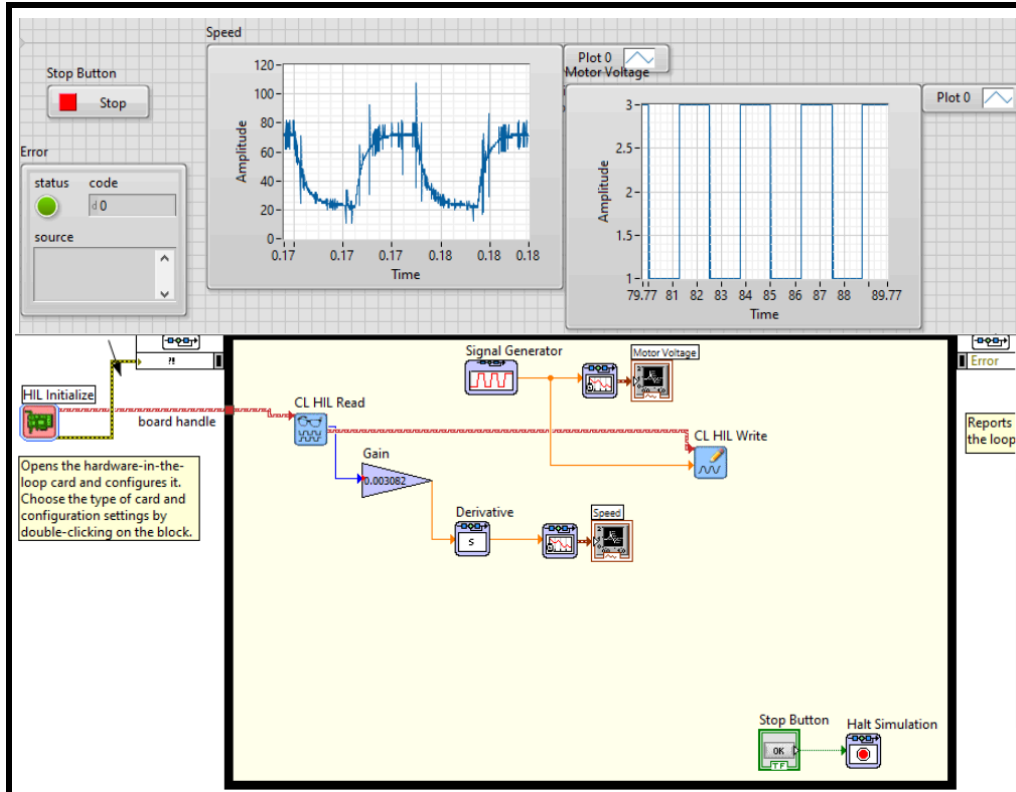 Speed
Plot 0
Stop Button
Stop
Motor Voltage
Plot 0
Error
status code
d 0
source
Amplitude
120
100
80
60
40
20
0
0.17 0.17 0.17 0.18 0.18 0.18
Time
Amplitude
3
2.5
2
1.5
1
79.77 81 82 83 84 85 86 87 88 89.77
Time
Signal Generator
Motor Voltage
!!
Error
HIL Initialize
CL HIL Read
board handle
CL HIL Write
Reports
the loop
Gain
0.003082
Opens the hardware-in-the-
loop card and configures it.
Choose the type of card and
configuration settings by
double-clicking on the block.
Derivative
Speed
s
Stop Button
Halt Simulation
OK
TF